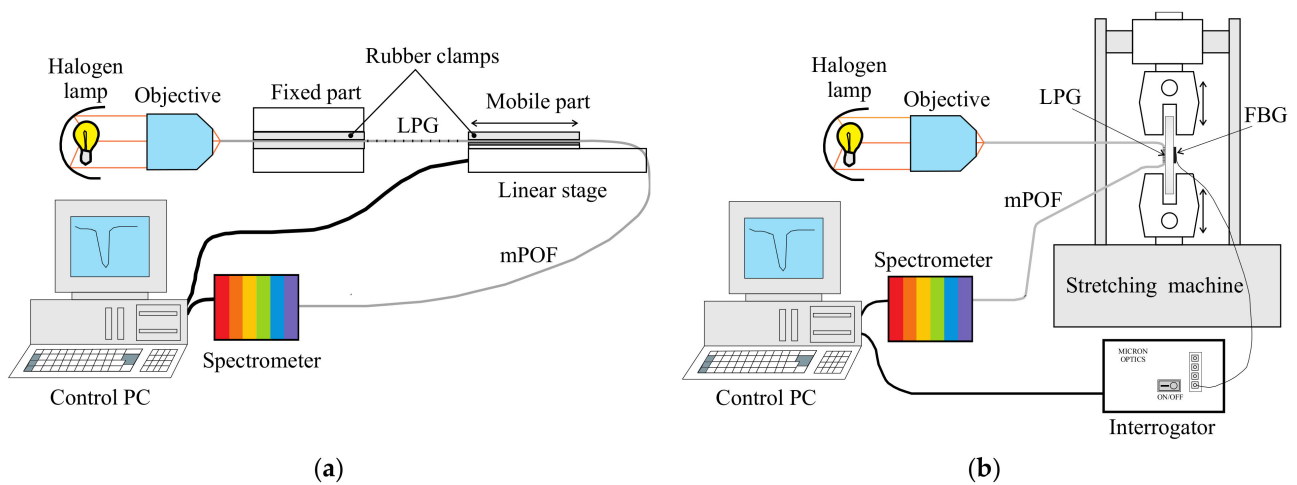 Halogen
lamp
Objective
Fixed part
Rubber clamps
LPG
Mobile part
Linear stage
mPOF
Spectrometer
Control PC
(a)
Halogen
lamp
Objective
LPG
FBG
mPOF
Spectrometer
Stretching machine
Control PC
MICRON
OPTICS
ON/OFF
Interrogator
(b)